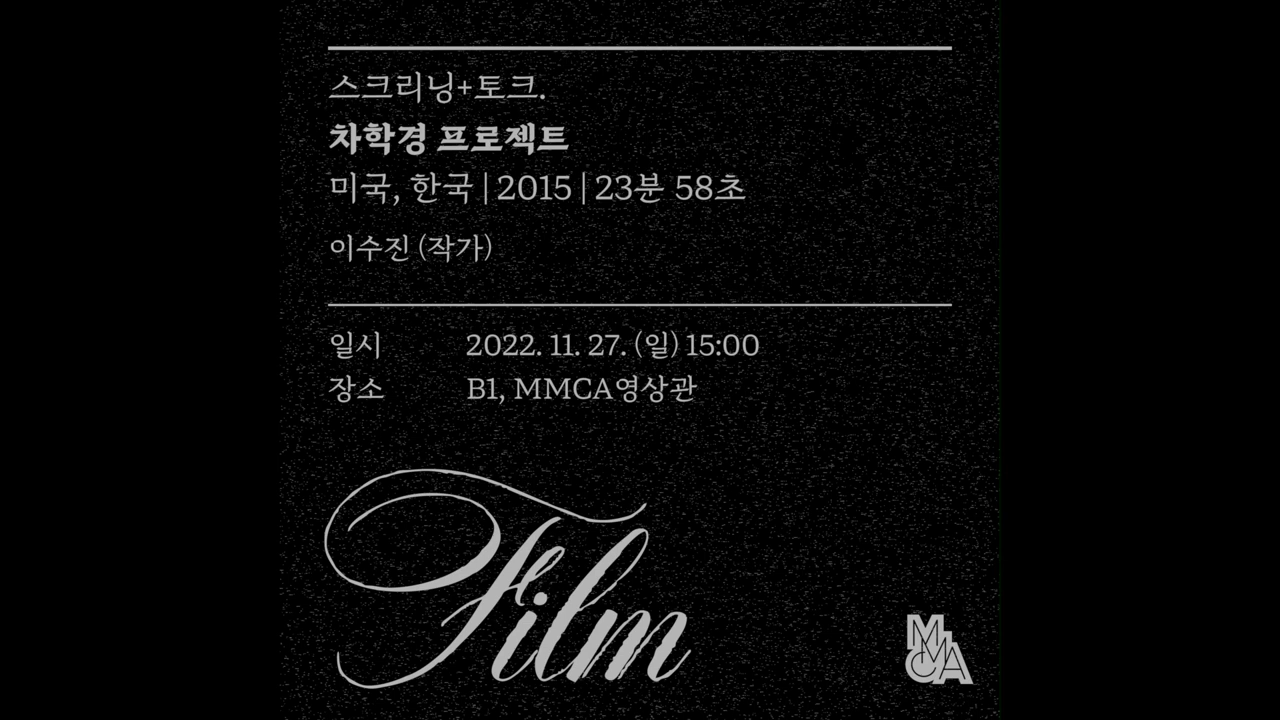 스크리닝+토크.
차학경 프로젝트
미국, 한국 | 2015 | 23분 58초
이수진 (작가)
일시 2022. 11. 27. (일) 15:00
장소 B1, MMCA영상관
Film
MMCA